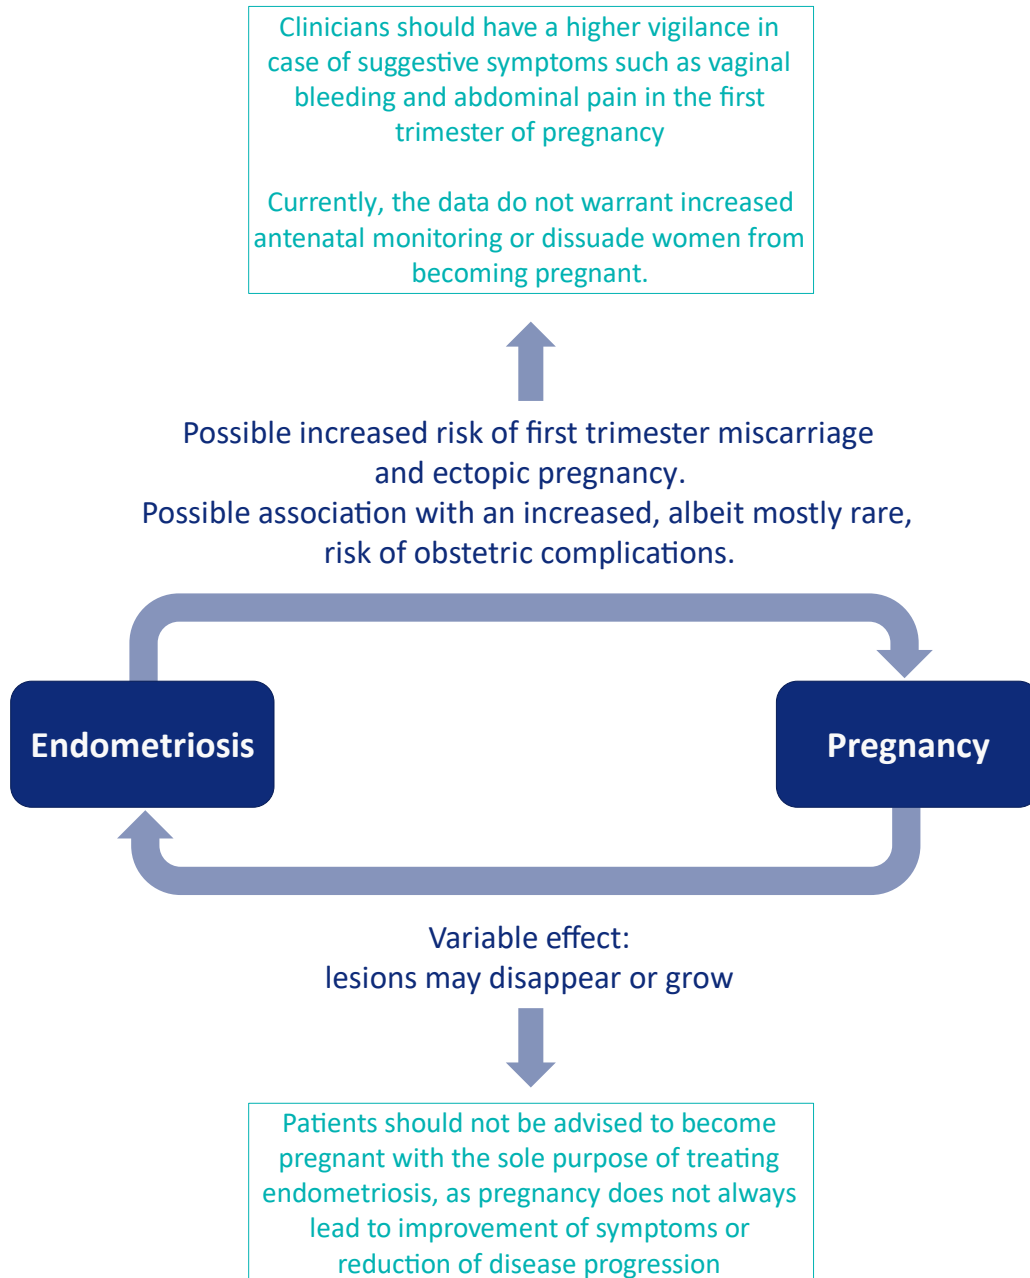 Clinicians should have a higher vigilance in
case of suggestive symptoms such as vaginal
bleeding and abdominal pain in the first
trimester of pregnancy
Currently, the data do not warrant increased
antenatal monitoring or dissuade women from
becoming pregnant.
Possible increased risk of first trimester miscarriage
and ectopic pregnancy.
Possible association with an increased, albeit mostly rare,
risk of obstetric complications.
Endometriosis
Pregnancy
Variable effect:
lesions may disappear or grow
Patients should not be advised to become
pregnant with the sole purpose of treating
endometriosis, as pregnancy does not always
lead to improvement of symptoms or
reduction of disease progression